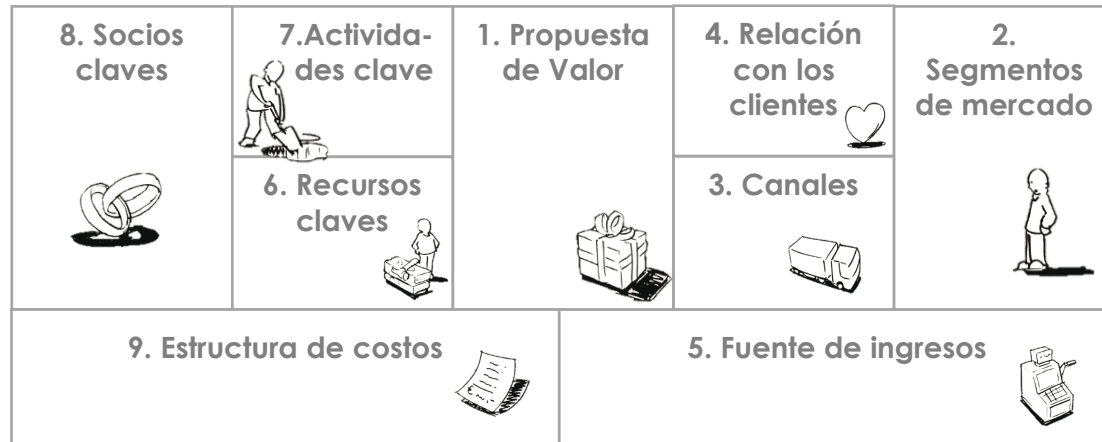 8. Socios
claves
7.Activida-
des clave
1. Propuesta
de Valor
4. Relación
con los
clientes
2.
Segmentos
de mercado
6. Recursos
claves
3. Canales
9. Estructura de costos
5. Fuente de ingresos